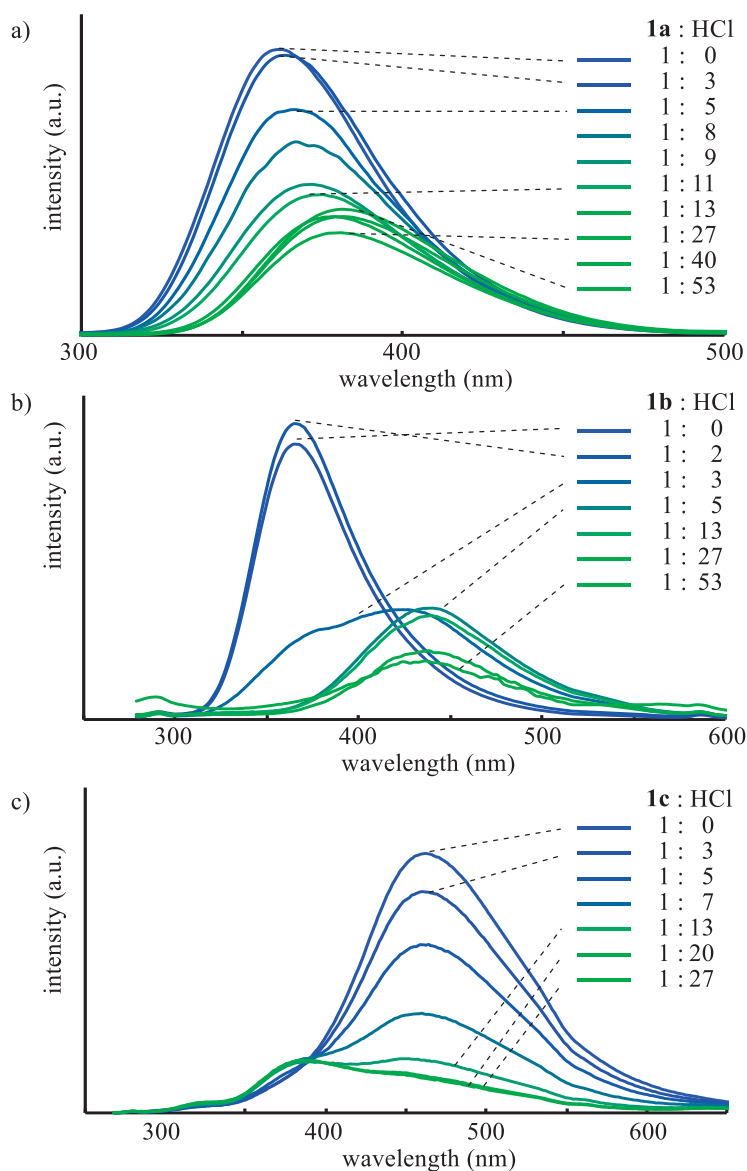 a)
1a : HCl
1 : 0
1 : 3
1 : 5
1 : 8
1 : 9
1 : 11
1 : 13
1 : 27
1 : 40
1 : 53
intensity (a.u.)
300 400 500
wavelength (nm)
b)
1b : HCl
1 : 0
1 : 2
1 : 3
1 : 5
1 : 13
1 : 27
1 : 53
intensity (a.u.)
300 400 500 600
wavelength (nm)
c)
1c : HCl
1 : 0
1 : 3
1 : 5
1 : 7
1 : 13
1 : 20
1 : 27
intensity (a.u.)
300 400 500 600
wavelength (nm)